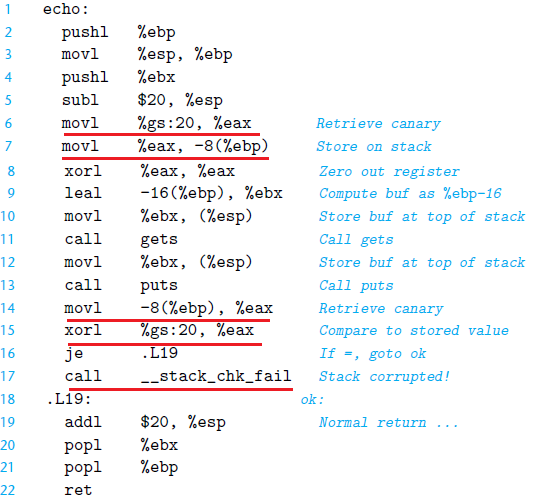 1 echo:
2 pushl %ebp
3 movl %esp, %ebp
4 pushl %ebx
5 subl $20, %esp
6 movl %gs:20, %eax Retrieve canary
7 movl %eax, -8(%ebp) Store on stack
8 xorl %eax, %eax Zero out register
9 leal -16(%ebp), %ebx Compute buf as %ebp-16
10 movl %ebx, (%esp) Store buf at top of stack
11 call gets Call gets
12 movl %ebx, (%esp) Store buf at top of stack
13 call puts Call puts
14 movl -8(%ebp), %eax Retrieve canary
15 xorl %gs:20, %eax Compare to stored value
16 je .L19 If =, goto ok
17 call __stack_chk_fail Stack corrupted!
18 .L19: ok:
19 addl $20, %esp Normal return ...
20 popl %ebx
21 popl %ebp
22 ret